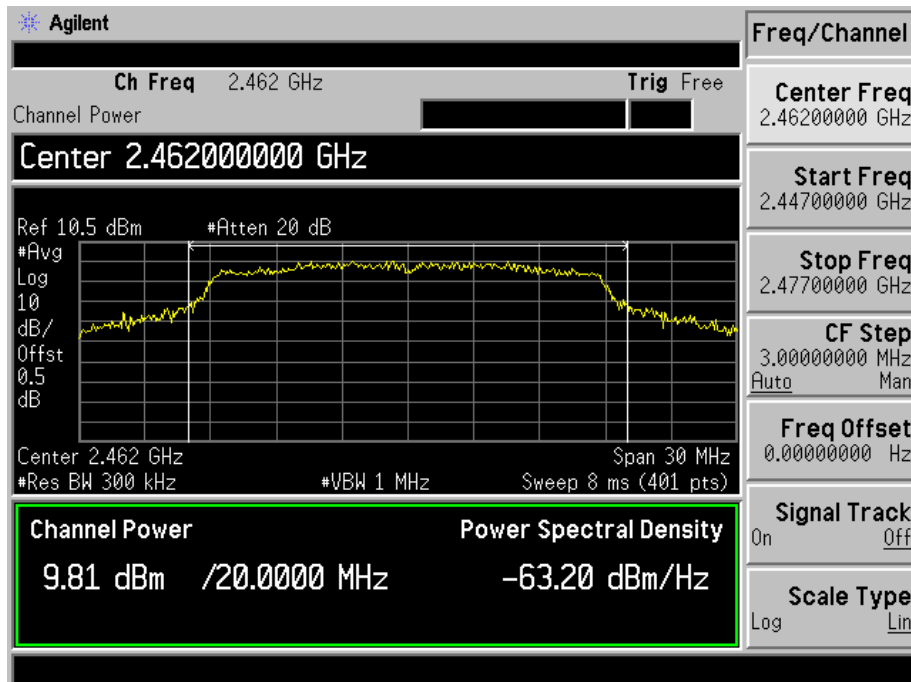 Agilent
Freq/Channel
Ch Freq 2.462 GHz Trig Free
Channel Power
Center 2.462000000 GHz
Ref 10.5 dBm #Atten 20 dB
#Avg
Log
10
dB/
Offst
0.5
dB
Center 2.462 GHz Span 30 MHz
#Res BW 300 kHz #VBW 1 MHz Sweep 8 ms (401 pts)
Channel Power Power Spectral Density
9.81 dBm /20.0000 MHz -63.20 dBm/Hz
Center Freq
2.46200000 GHz
Start Freq
2.44700000 GHz
Stop Freq
2.47700000 GHz
CF Step
3.00000000 MHz
Auto Man
Freq Offset
0.00000000 Hz
Signal Track
On Off
Scale Type
Log Lin